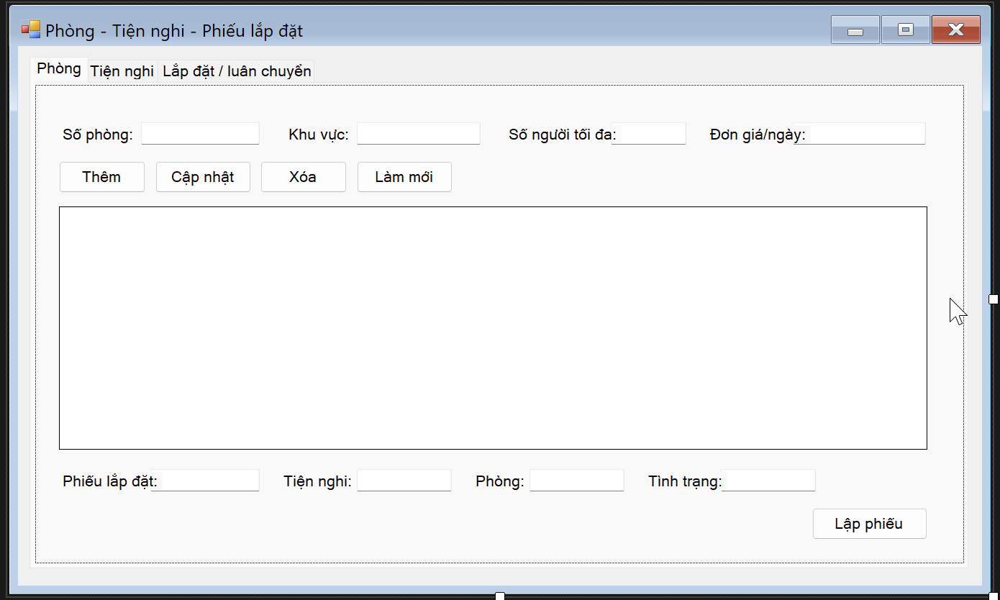 Phòng - Tiện nghi - Phiếu lắp đặt
Phòng Tiện nghi Lắp đặt / luân chuyển
Số phòng: Khu vực: Số người tối đa: Đơn giá/ngày:
Thêm Cập nhật Xóa Làm mới
Phiếu lắp đặt: Tiện nghi: Phòng: Tình trạng:
Lập phiếu